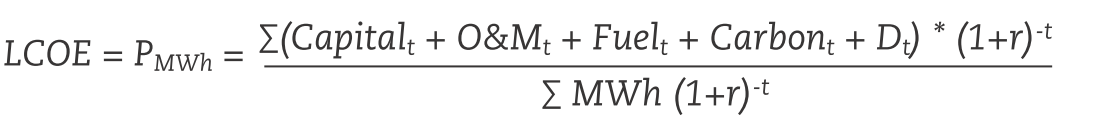 LCOE = P_MWh = ∑(Capital_t + O&M_t + Fuel_t + Carbon_t + D_t) * (1+r)^-t
∑ MWh (1+r)^-t